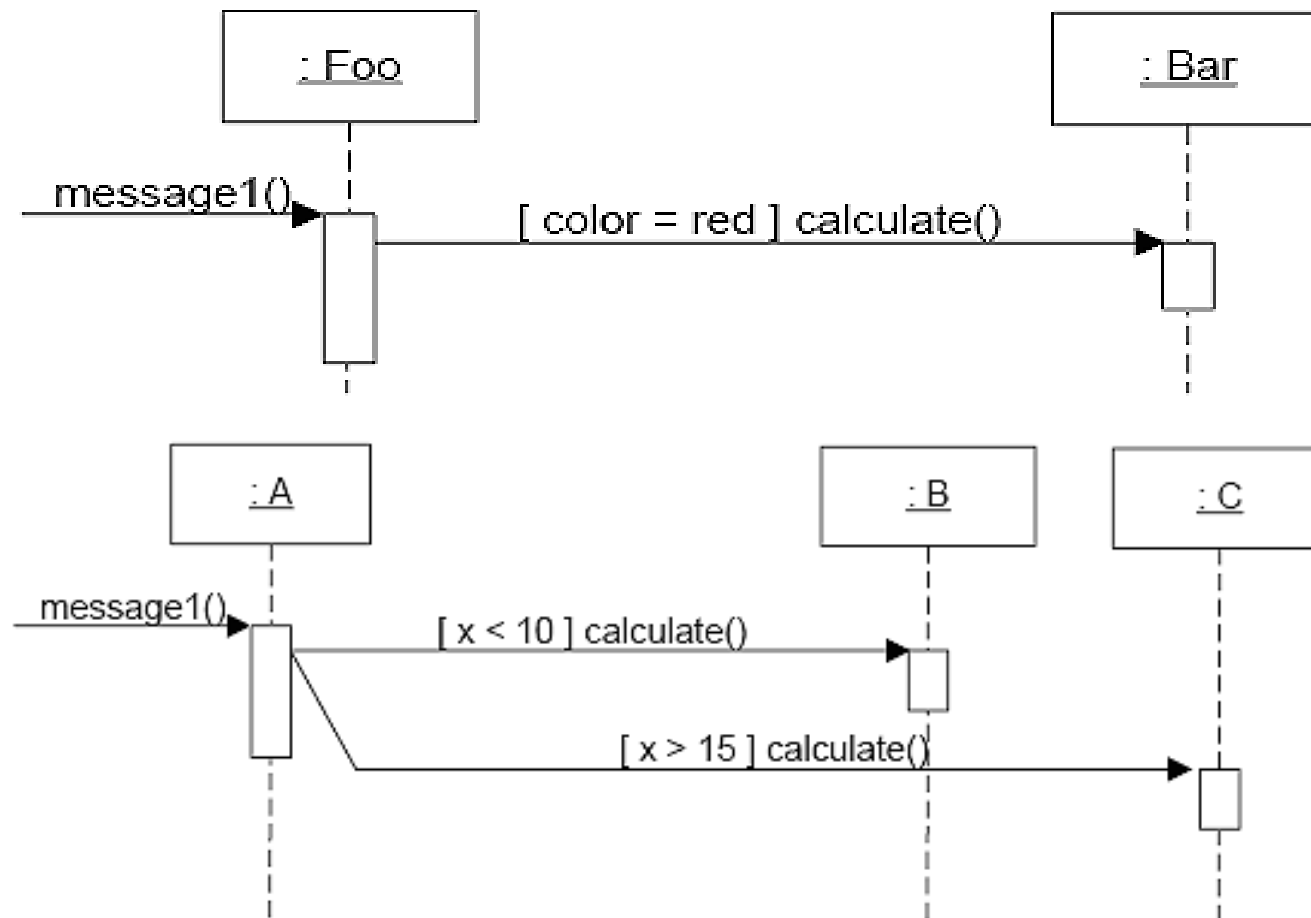 : Foo
: Bar
message1()
[ color = red ] calculate()
: A
: B
: C
message1()
[ x < 10 ] calculate()
[ x > 15 ] calculate()